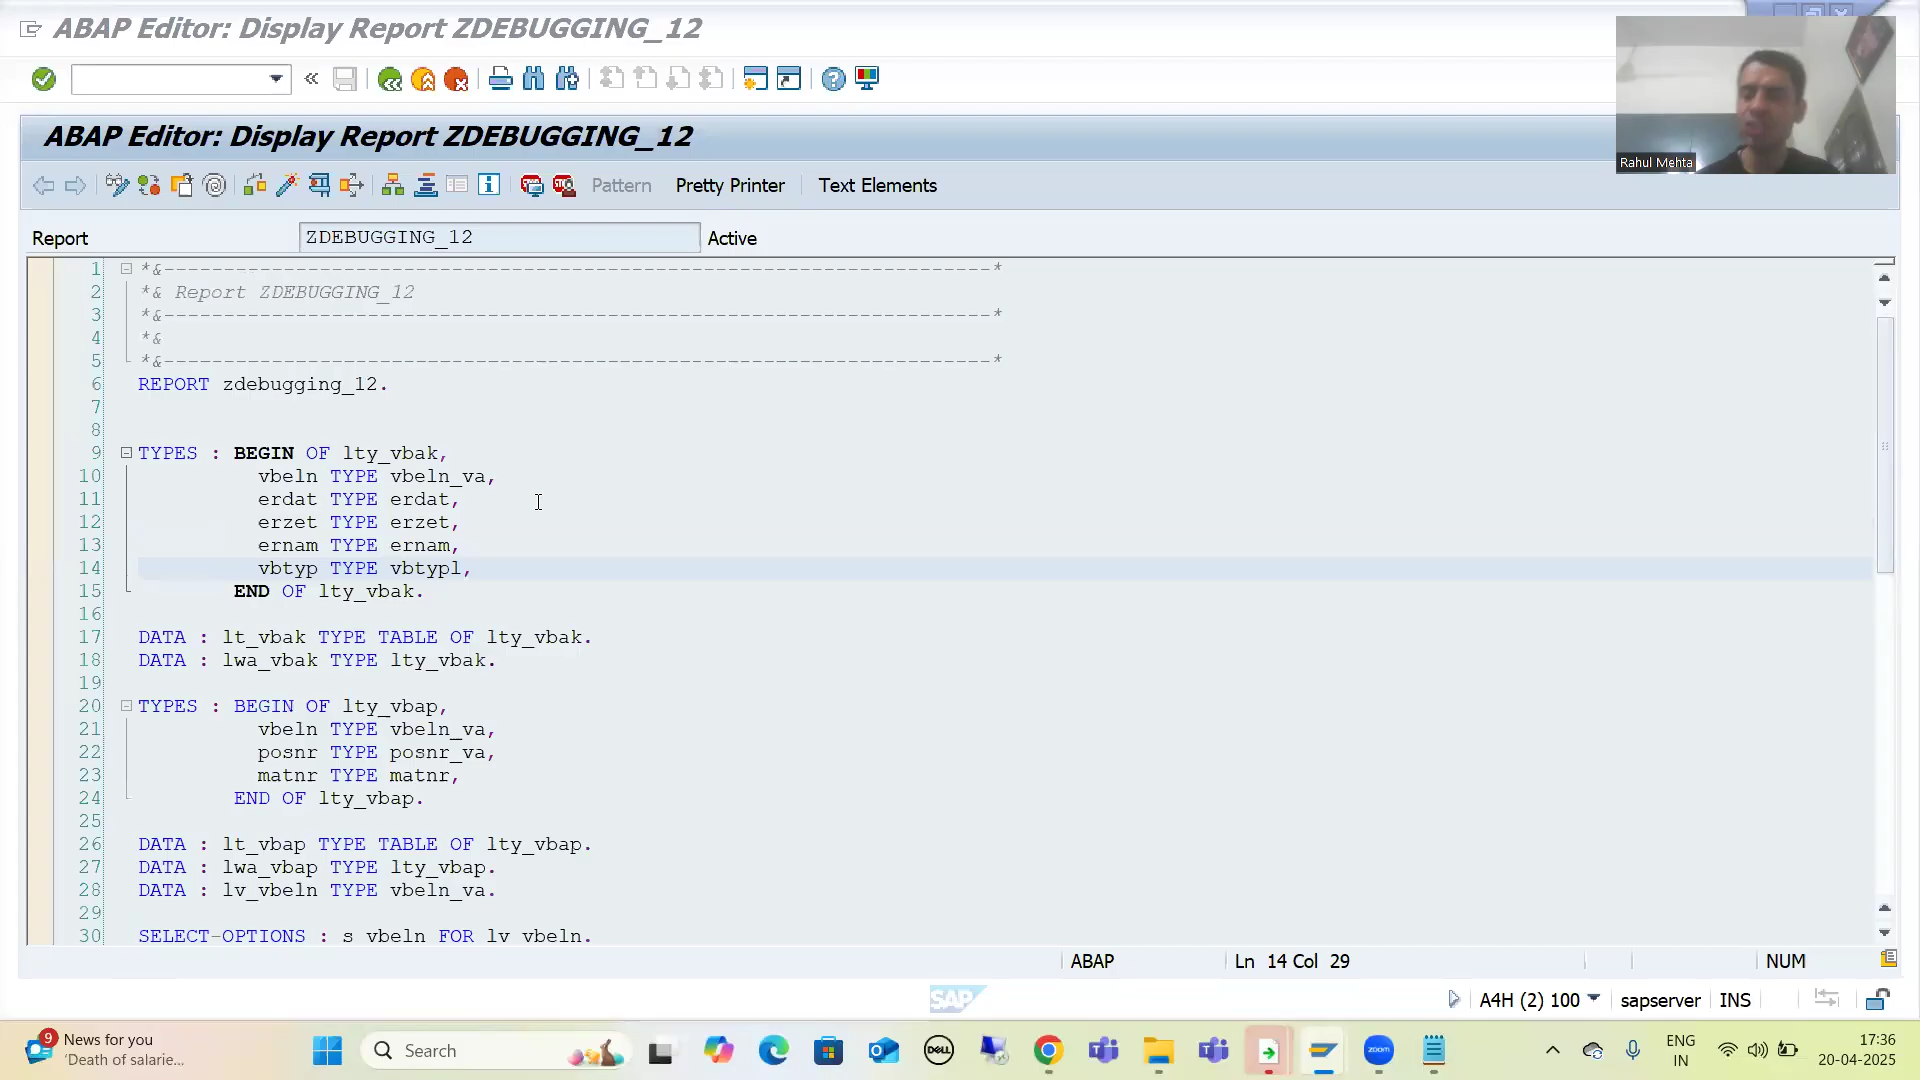 ABAP Editor: Display Report ZDEBUGGING_12
Rahul Mehta
ABAP Editor: Display Report ZDEBUGGING_12
Pattern Pretty Printer Text Elements
Report ZDEBUGGING_12 Active
1 *&---------------------------------------------------------------------*
2 *& Report ZDEBUGGING_12
3 *&---------------------------------------------------------------------*
4 *&
5 *&---------------------------------------------------------------------*
6 REPORT zdebugging_12.
7
8
9 TYPES : BEGIN OF lty_vbak,
10 vbeln TYPE vbeln_va,
11 erdat TYPE erdat,
12 erzet TYPE erzet,
13 ernam TYPE ernam,
14 vbtyp TYPE vbtypl,
15 END OF lty_vbak.
16
17 DATA : lt_vbak TYPE TABLE OF lty_vbak.
18 DATA : lwa_vbak TYPE lty_vbak.
19
20 TYPES : BEGIN OF lty_vbap,
21 vbeln TYPE vbeln_va,
22 posnr TYPE posnr_va,
23 matnr TYPE matnr,
24 END OF lty_vbap.
25
26 DATA : lt_vbap TYPE TABLE OF lty_vbap.
27 DATA : lwa_vbap TYPE lty_vbap.
28 DATA : lv_vbeln TYPE vbeln_va.
29
30 SELECT-OPTIONS : s_vbeln FOR lv_vbeln.
ABAP Ln 14 Col 29 NUM
SAP A4H (2) 100 sapserver INS
9 News for you
'Death of salarie...
Search
DELL
zoom
ENG
IN
17:36
20-04-2025